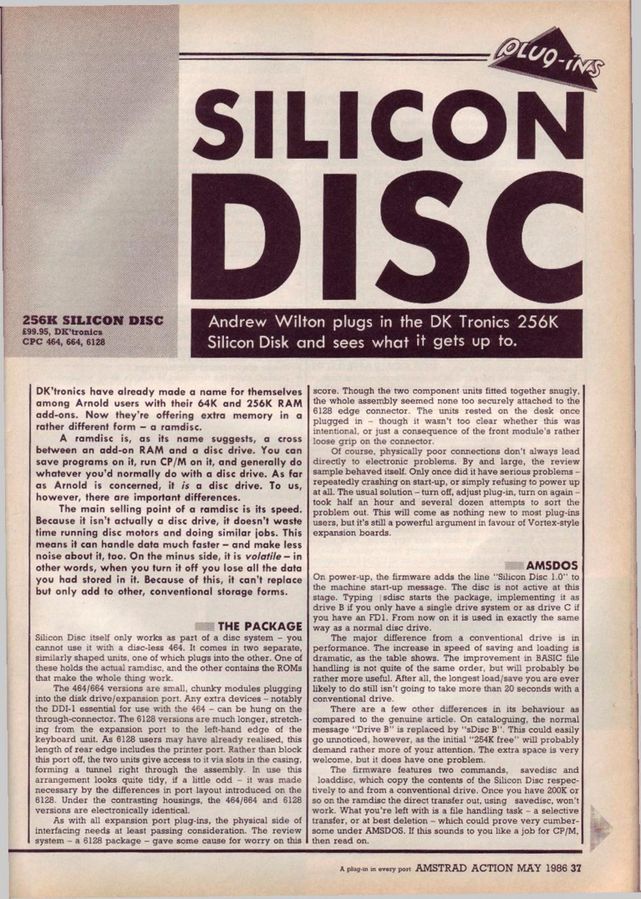 PLUG-INS
SILICON
DISC
256K SILICON DISC
£99.95, DK'tronics
CPC 464, 664, 6128
Andrew Wilton plugs in the DK Tronics 256K
Silicon Disk and sees what it gets up to.
DK'tronics have already made a name for themselves
among Arnold users with their 64K and 256K RAM
add-ons. Now they're offering extra memory in a
rather different form – a ramdisc.
A ramdisc is, as its name suggests, a cross
between an add-on RAM and a disc drive. You can
save programs on it, run CP/M on it, and generally do
whatever you'd normally do with a disc drive. As far
as Arnold is concerned, it is a disc drive. To us,
however, there are important differences.
The main selling point of a ramdisc is its speed.
Because it isn't actually a disc drive, it doesn't waste
time running disc motors and doing similar jobs. This
means it can handle data much faster – and make less
noise about it, too. On the minus side, it is volatile – in
other words, when you turn it off you lose all the data
you had stored in it. Because of this, it can't replace
but only add to other, conventional storage forms.
THE PACKAGE
Silicon Disc itself only works as part of a disc system – you
cannot use it with a disc-less 464. It comes in two separate,
similarly shaped units, one of which plugs into the other. One of
these holds the actual ramdisc, and the other contains the ROMs
that make the whole thing work.
The 464/664 versions are small, chunky modules plugging
into the disk drive/expansion port. Any extra devices – notably
the DDI-1 essential for use with the 464 – can be hung on the
through-connector. The 6128 versions are much longer, stretch-
ing from the expansion port to the left-hand edge of the
keyboard unit. As 6128 users may have already realised, this
length of rear edge includes the printer port. Rather than block
this port off, the two units give access to it via slots in the casing,
forming a tunnel right through the assembly. In use this
arrangement looks quite tidy, if a little odd – it was made
necessary by the differences in port layout introduced on the
6128. Under the contrasting housings, the 464/664 and 6128
versions are electronically identical.
As with all expansion port plug-ins, the physical side of
interfacing needs at least passing consideration. The review
system – a 6128 package – gave some cause for worry on this
score. Though the two component units fitted together snugly,
the whole assembly seemed none too securely attached to the
6128 edge connector. The units rested on the desk once
plugged in – though it wasn't too clear whether this was
intentional, or just a consequence of the front module's rather
loose grip on the connector.
Of course, physically poor connections don't always lead
directly to electronic problems. By and large, the review
sample behaved itself. Only once did it have serious problems –
repeatedly crashing on start-up, or simply refusing to power up
at all. The usual solution – turn off, adjust plug-in, turn on again –
took half an hour and several dozen attempts to sort the
problem out. This will come as nothing new to most plug-ins
users, but it's still a powerful argument in favour of Vortex-style
expansion boards.
AMSDOS
On power-up, the firmware adds the line "Silicon Disc 1.0" to
the machine start-up message. The disc is not active at this
stage. Typing |sdisc starts the package, implementing it as
drive B if you only have a single drive system or as drive C if
you have an FD1. From now on it is used in exactly the same
way as a normal disc drive.
The major difference from a conventional drive is in
performance. The increase in speed of saving and loading is
dramatic, as the table shows. The improvement in BASIC file
handling is not quite of the same order, but will probably be
rather more useful. After all, the longest load/save you are ever
likely to do still isn't going to take more than 20 seconds with a
conventional drive.
There are a few other differences in its behaviour as
compared to the genuine article. On cataloguing, the normal
message "Drive B" is replaced by "sDisc B". This could easily
go unnoticed, however, as the initial "254K free" will probably
demand rather more of your attention. The extra space is very
welcome, but it does have one problem.
The firmware features two commands, savedisc and
loaddisc, which copy the contents of the Silicon Disc respec-
tively to and from a conventional drive. Once you have 200K or
so on the ramdisc the direct transfer out, using savedisc, won't
work. What you're left with is a file handling task – a selective
transfer, or at best deletion – which could prove very cumber-
some under AMSDOS. If this sounds to you like a job for CP/M,
then read on.
A plug-in in every port AMSTRAD ACTION MAY 1986 37